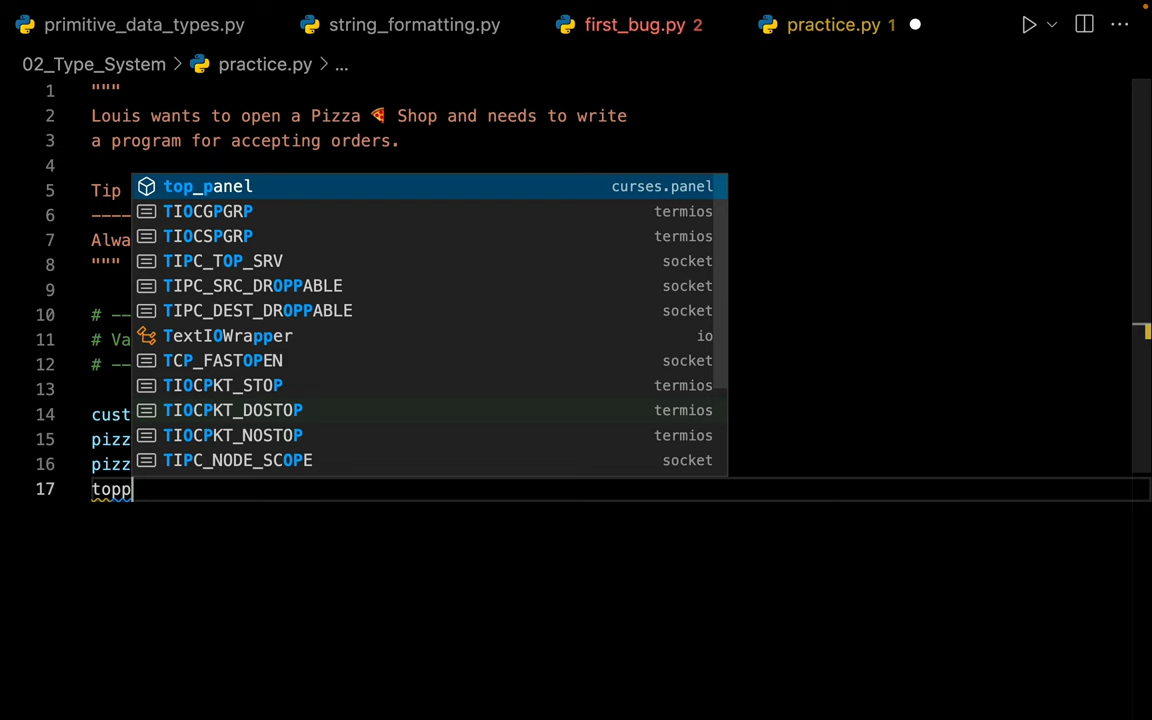 primitive_data_types.py string_formatting.py first_bug.py 2 practice.py 1
02_Type_System > practice.py > ...
1 """
2 Louis wants to open a Pizza 🍕 Shop and needs to write
3 a program for accepting orders.
4
5 Tip
6 ----
7 Alwa
8 """
9
10 # --
11 # Va
12 # --
13
14 cust
15 pizz
16 pizz
17 topp
top_panel curses.panel
TIOCGPGRP termios
TIOCSPGRP termios
TIPC_TOP_SRV socket
TIPC_SRC_DROPPABLE socket
TIPC_DEST_DROPPABLE socket
TextIOWrapper io
TCP_FASTOPEN socket
TIOCPKT_STOP termios
TIOCPKT_DOSTOP termios
TIOCPKT_NOSTOP termios
TIPC_NODE_SCOPE socket